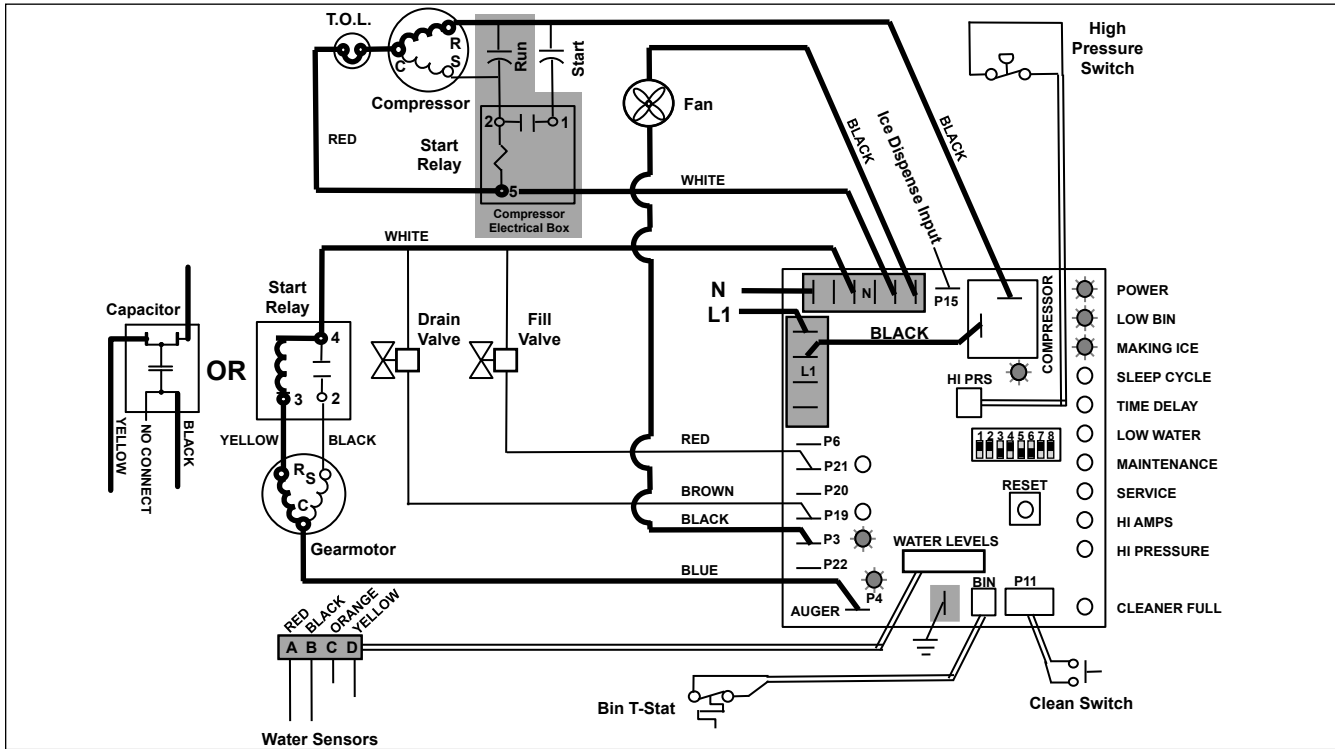 T.O.L.
R
C
S
Run
Start
Compressor
High
Pressure
Switch
Fan
RED
2
1
Start
Relay
5
Compressor
Electrical Box
WHITE
BLACK
Ice Dispense Input
BLACK
WHITE
Capacitor
YELLOW
NO CONNECT
BLACK
OR
Start
Relay
4
3
2
YELLOW
BLACK
R
S
C
Gearmotor
Drain
Valve
Fill
Valve
N
L1
N
P15
COMPRESSOR
BLACK
L1
HI PRS
POWER
LOW BIN
MAKING ICE
SLEEP CYCLE
TIME DELAY
LOW WATER
MAINTENANCE
SERVICE
HI AMPS
HI PRESSURE
CLEANER FULL
1 2 3 4 5 6 7 8
RESET
RED
P6
P21
P20
BROWN
P19
BLACK
P3
P22
BLUE
P4
AUGER
WATER LEVELS
BIN
P11
RED
BLACK
ORANGE
YELLOW
A B C D
Water Sensors
Bin T-Stat
Clean Switch